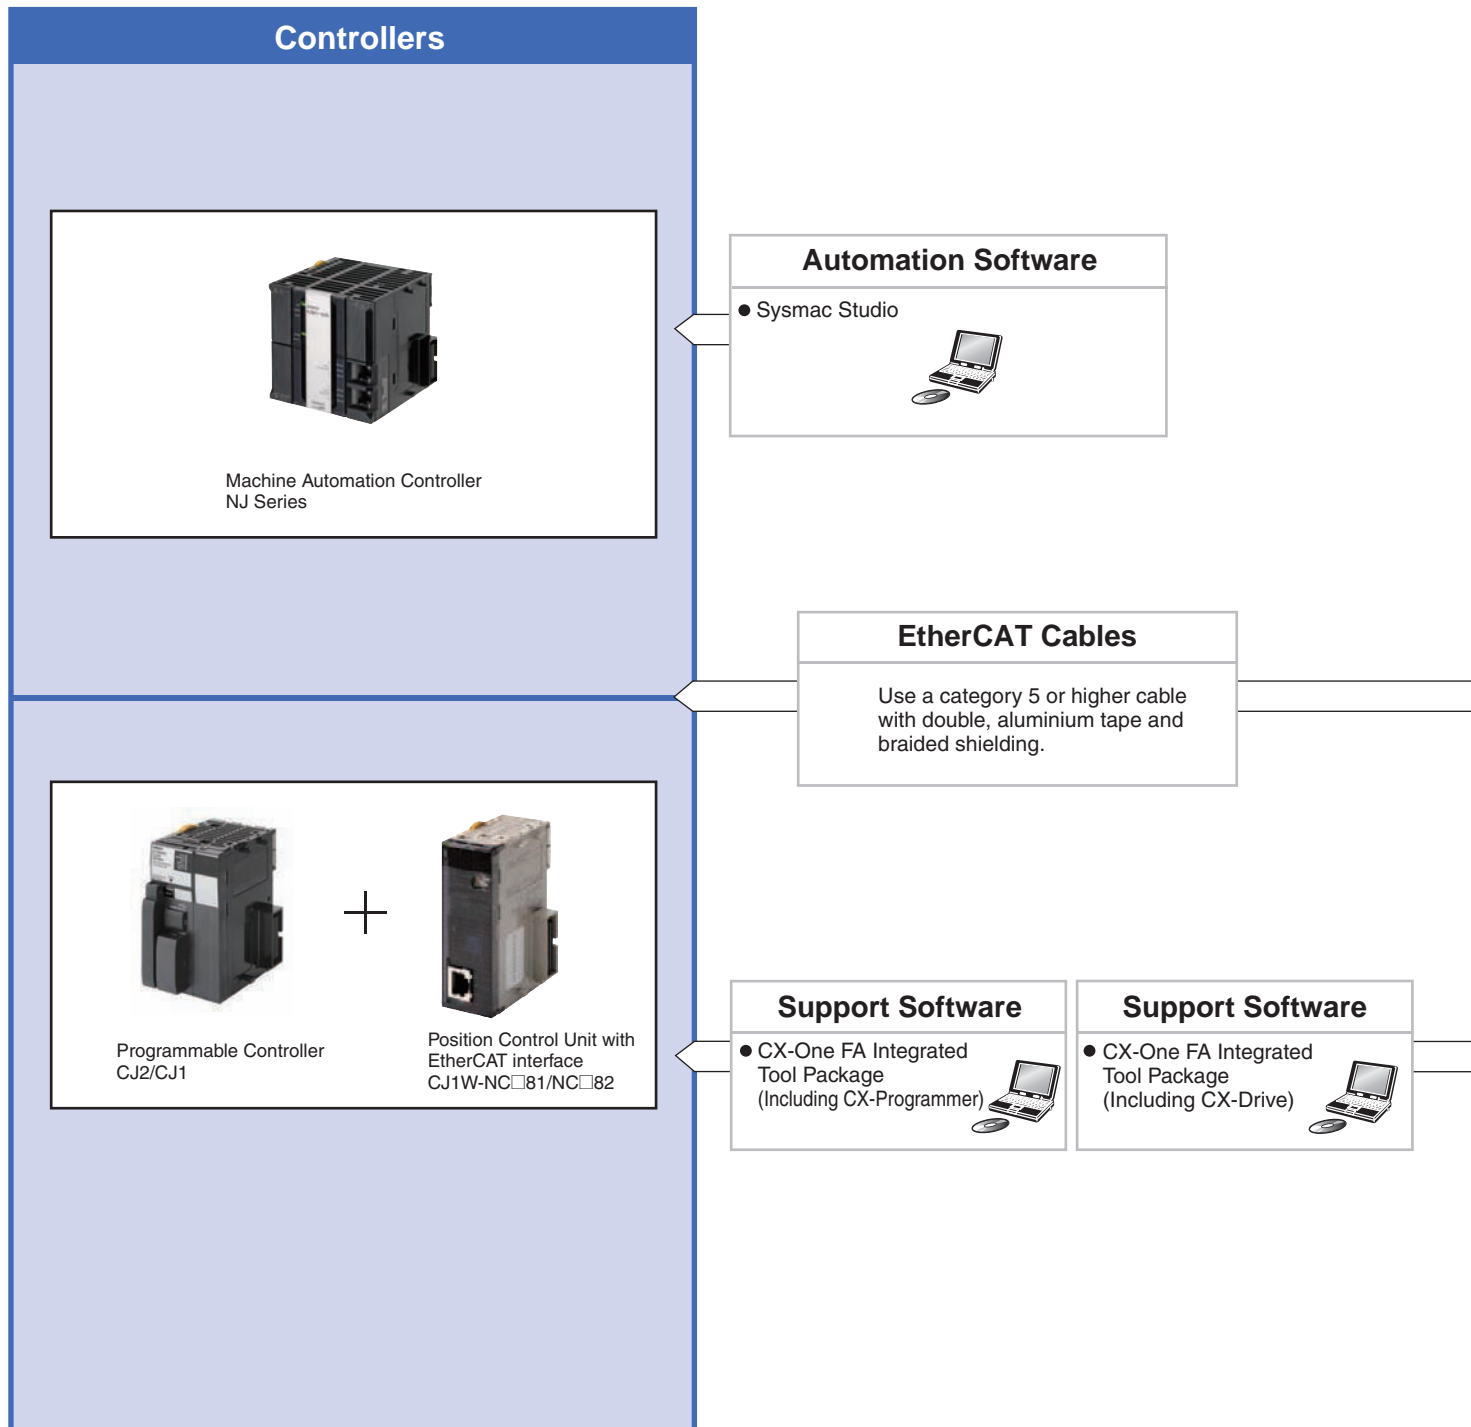 Controllers
Machine Automation Controller
NJ Series
Automation Software
● Sysmac Studio
EtherCAT Cables
Use a category 5 or higher cable
with double, aluminium tape and
braided shielding.
Programmable Controller
CJ2/CJ1
Position Control Unit with
EtherCAT interface
CJ1W-NC□81/NC□82
Support Software
● CX-One FA Integrated
Tool Package
(Including CX-Programmer)
Support Software
● CX-One FA Integrated
Tool Package
(Including CX-Drive)